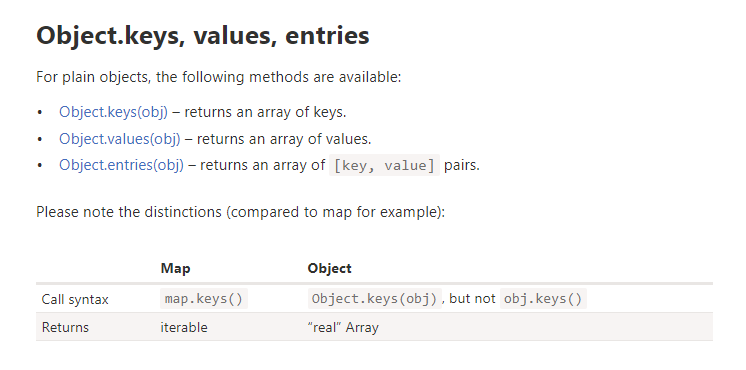 Object.keys, values, entries
For plain objects, the following methods are available:
• Object.keys(obj) – returns an array of keys.
• Object.values(obj) – returns an array of values.
• Object.entries(obj) – returns an array of [key, value] pairs.
Please note the distinctions (compared to map for example):
Map Object
Call syntax map.keys() Object.keys(obj), but not obj.keys()
Returns iterable “real” Array